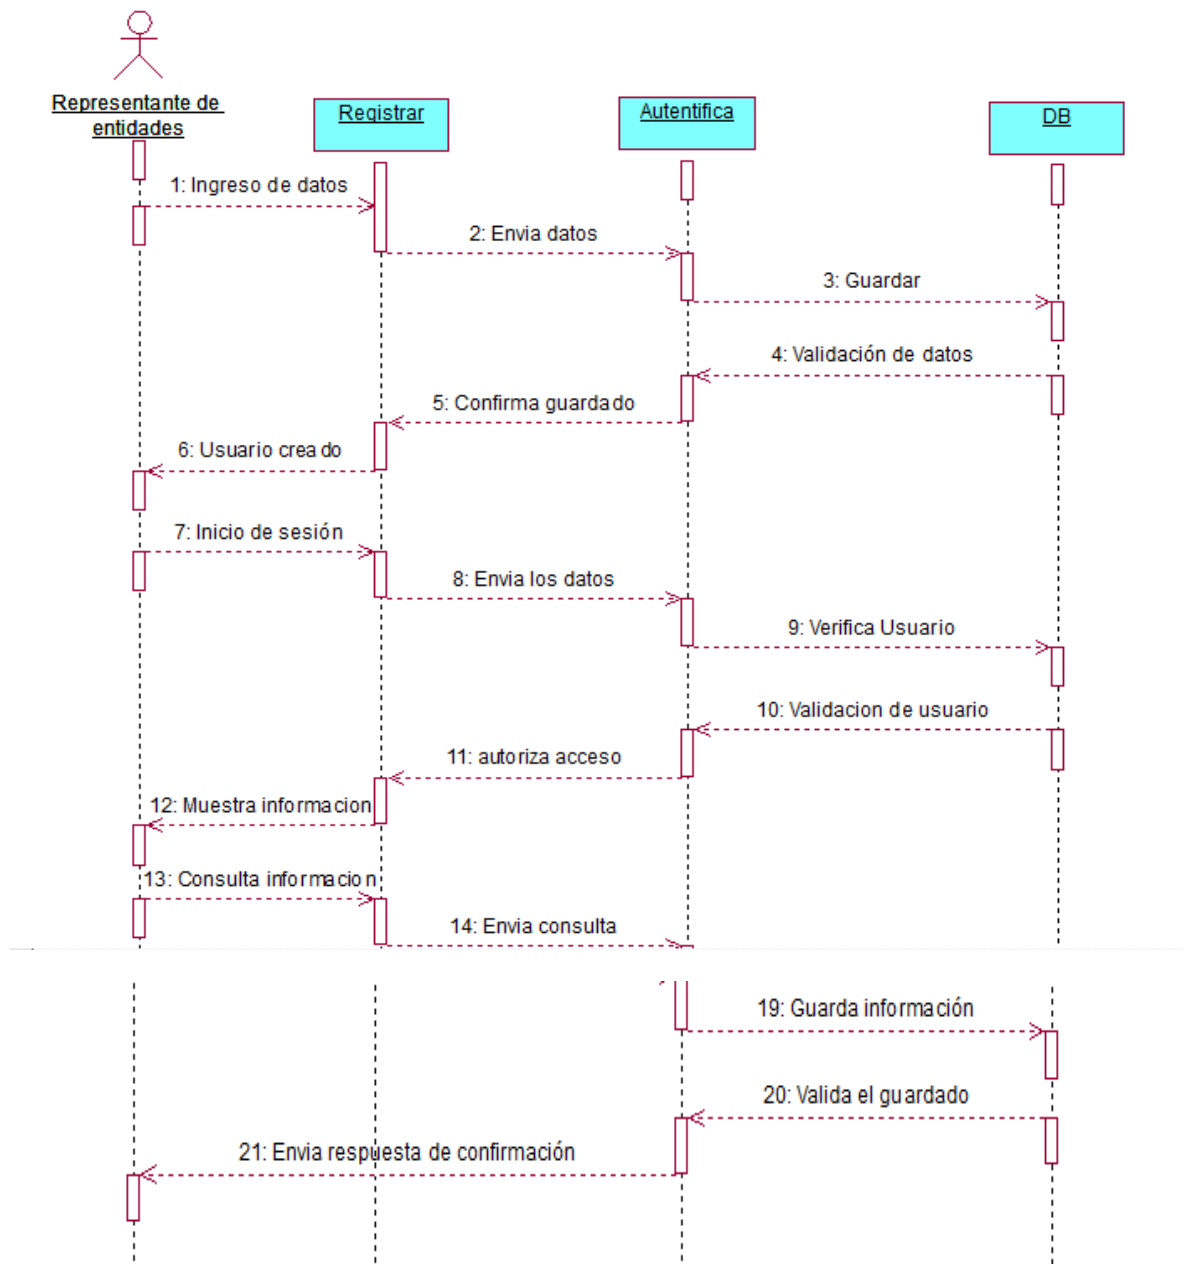 Representante de
entidades
Registrar
Autentifica
DB
1: Ingreso de datos
2: Envia datos
3: Guardar
4: Validación de datos
5: Confirma guardado
6: Usuario creado
7: Inicio de sesión
8: Envia los datos
9: Verifica Usuario
10: Validacion de usuario
11: autoriza acceso
12: Muestra informacion
13: Consulta informacion
14: Envia consulta
19: Guarda información
20: Valida el guardado
21: Envia respuesta de confirmación